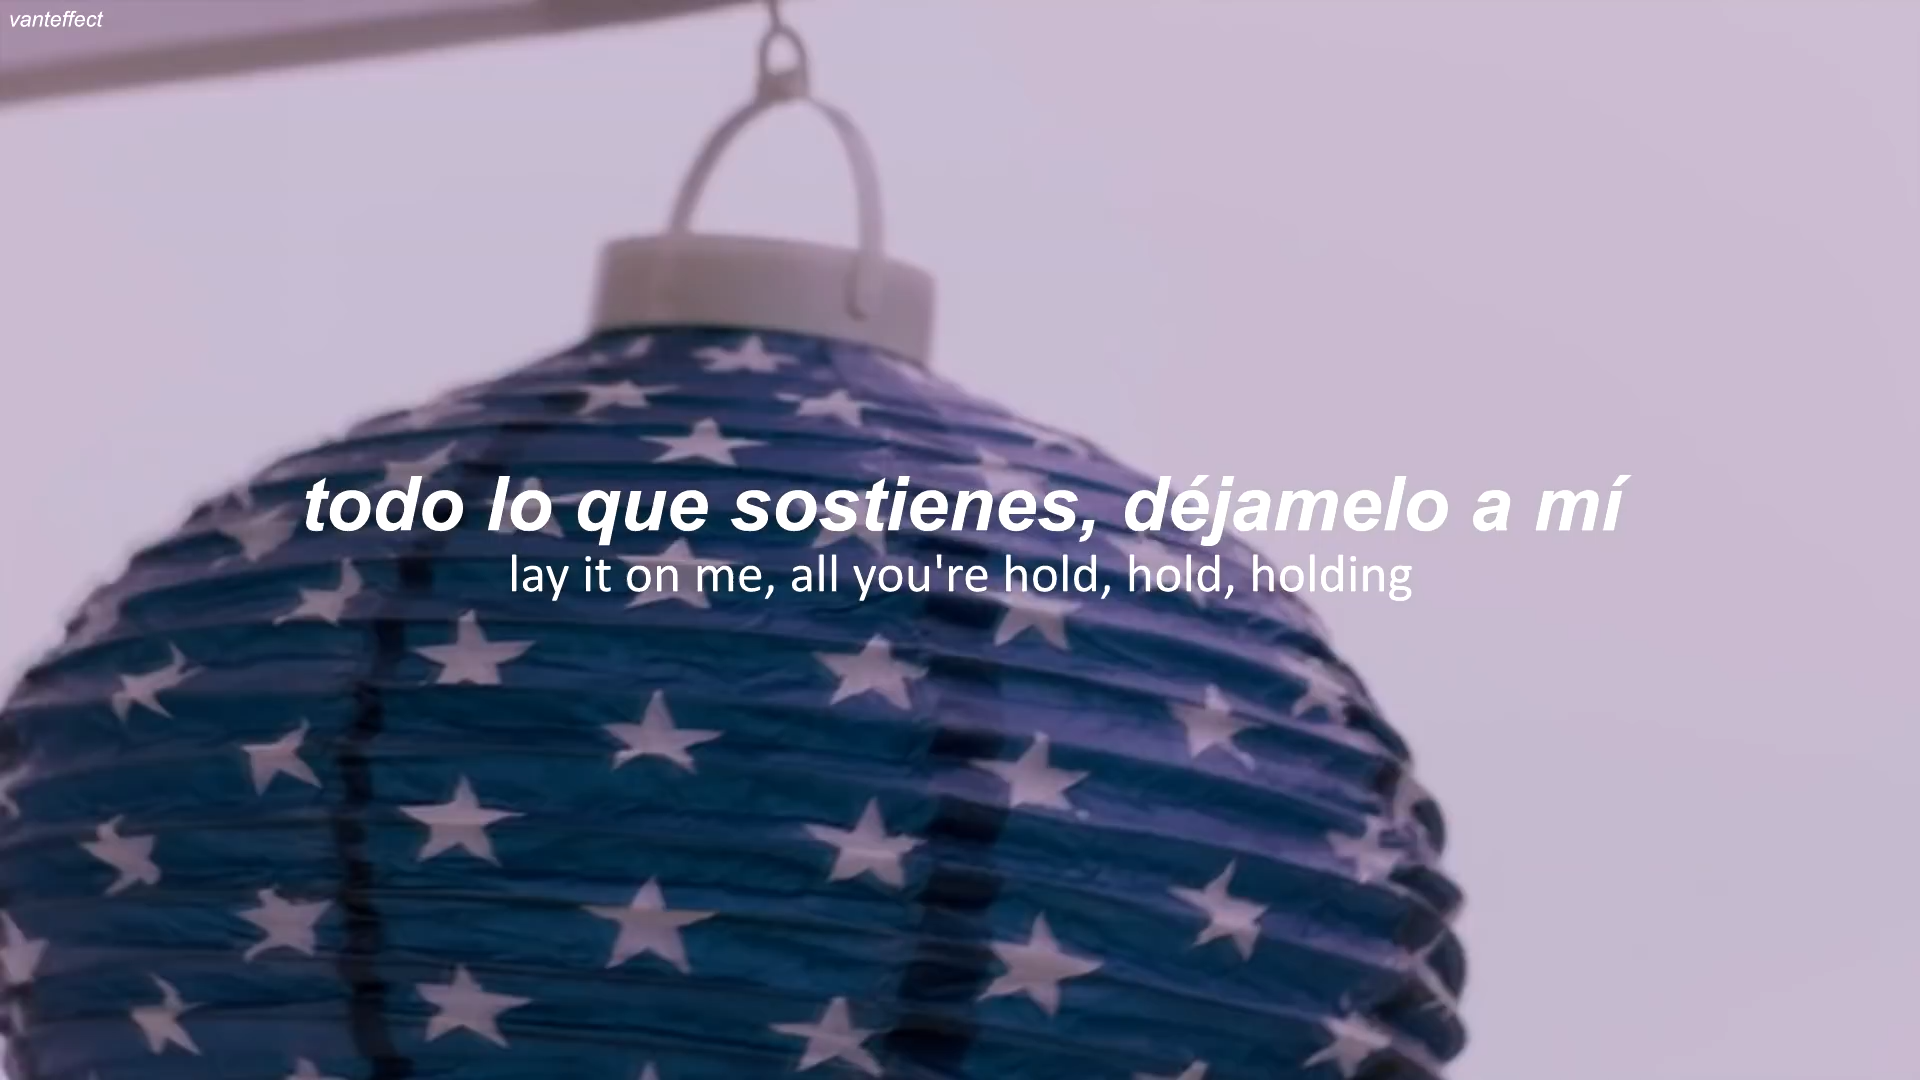 vanteffect
todo lo que sostienes, déjamelo a mí
lay it on me, all you're hold, hold, holding